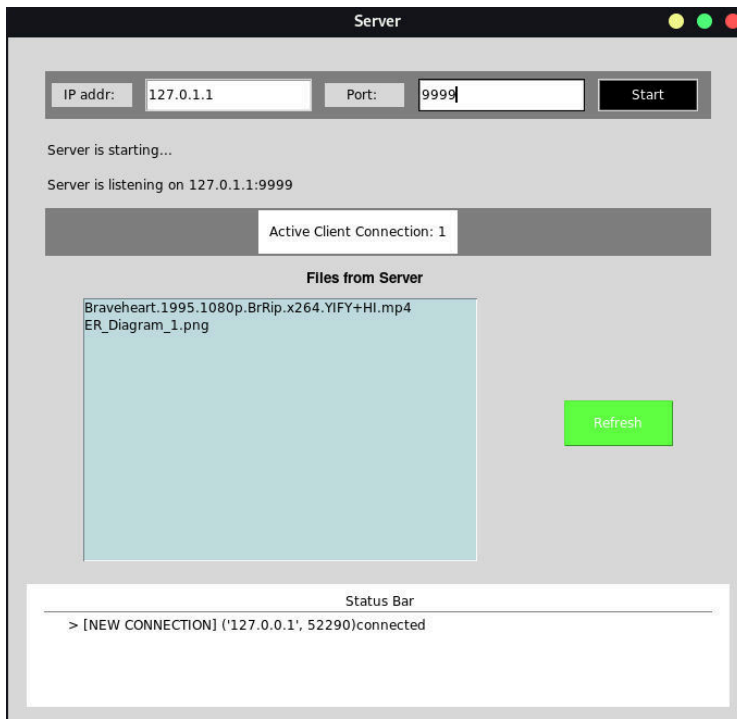 Server
IP addr: 127.0.1.1 Port: 9999 Start
Server is starting...
Server is listening on 127.0.1.1:9999
Active Client Connection: 1
Files from Server
Braveheart.1995.1080p.BrRip.x264.YIFY+HI.mp4
ER_Diagram_1.png
Refresh
Status Bar
> [NEW CONNECTION] ('127.0.0.1', 52290)connected